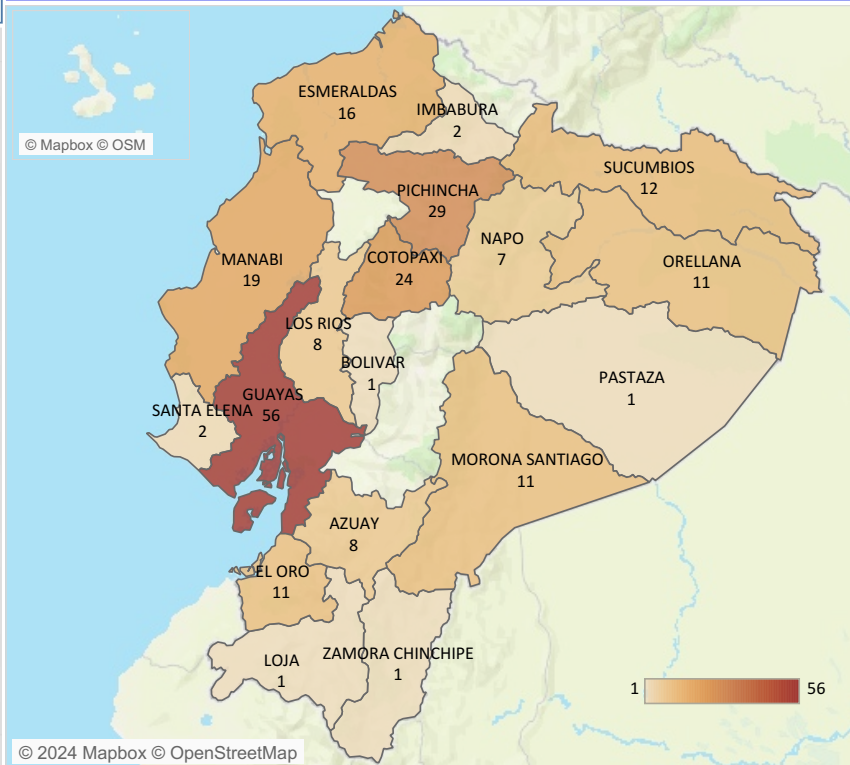 © Mapbox © OSM
ESMERALDAS
16
IMBABURA
2
SUCUMBIOS
12
PICHINCHA
29
NAPO
7
MANABI
19
COTOPAXI
24
ORELLANA
11
LOS RIOS
8
BOLIVAR
1
PASTAZA
1
GUAYAS
56
SANTA ELENA
2
MORONA SANTIAGO
11
AZUAY
8
EL ORO
11
LOJA
1
ZAMORA CHINCHIPE
1
1 56
© 2024 Mapbox © OpenStreetMap